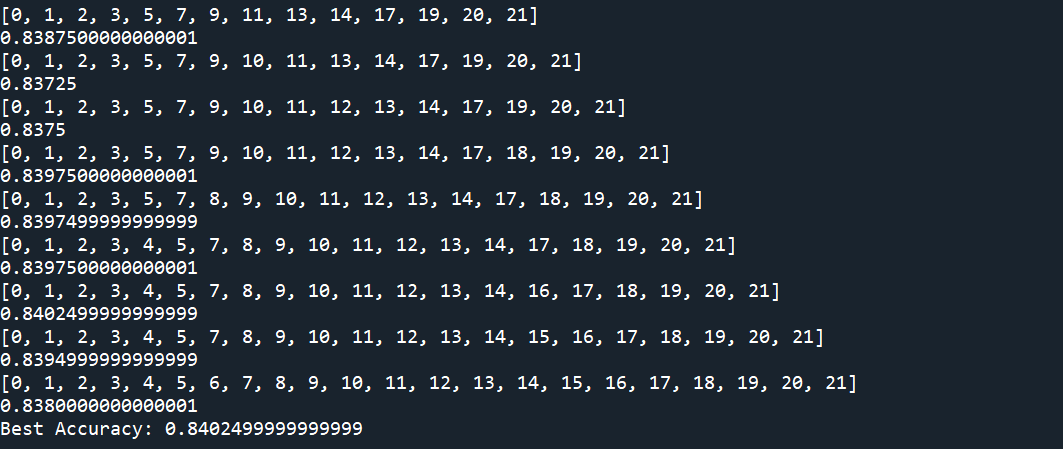 [0, 1, 2, 3, 5, 7, 9, 11, 13, 14, 17, 19, 20, 21]
0.8387500000000001
[0, 1, 2, 3, 5, 7, 9, 10, 11, 13, 14, 17, 19, 20, 21]
0.83725
[0, 1, 2, 3, 5, 7, 9, 10, 11, 12, 13, 14, 17, 19, 20, 21]
0.8375
[0, 1, 2, 3, 5, 7, 9, 10, 11, 12, 13, 14, 17, 18, 19, 20, 21]
0.8397500000000001
[0, 1, 2, 3, 5, 7, 8, 9, 10, 11, 12, 13, 14, 17, 18, 19, 20, 21]
0.8397499999999999
[0, 1, 2, 3, 4, 5, 7, 8, 9, 10, 11, 12, 13, 14, 17, 18, 19, 20, 21]
0.8397500000000001
[0, 1, 2, 3, 4, 5, 7, 8, 9, 10, 11, 12, 13, 14, 16, 17, 18, 19, 20, 21]
0.8402499999999999
[0, 1, 2, 3, 4, 5, 7, 8, 9, 10, 11, 12, 13, 14, 15, 16, 17, 18, 19, 20, 21]
0.8394999999999999
[0, 1, 2, 3, 4, 5, 6, 7, 8, 9, 10, 11, 12, 13, 14, 15, 16, 17, 18, 19, 20, 21]
0.8380000000000001
Best Accuracy: 0.8402499999999999